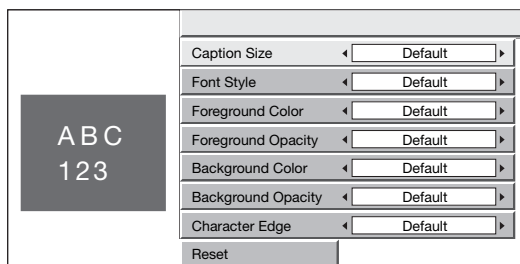 ABC
123
Caption Size Default
Font Style Default
Foreground Color Default
Foreground Opacity Default
Background Color Default
Background Opacity Default
Character Edge Default
Reset